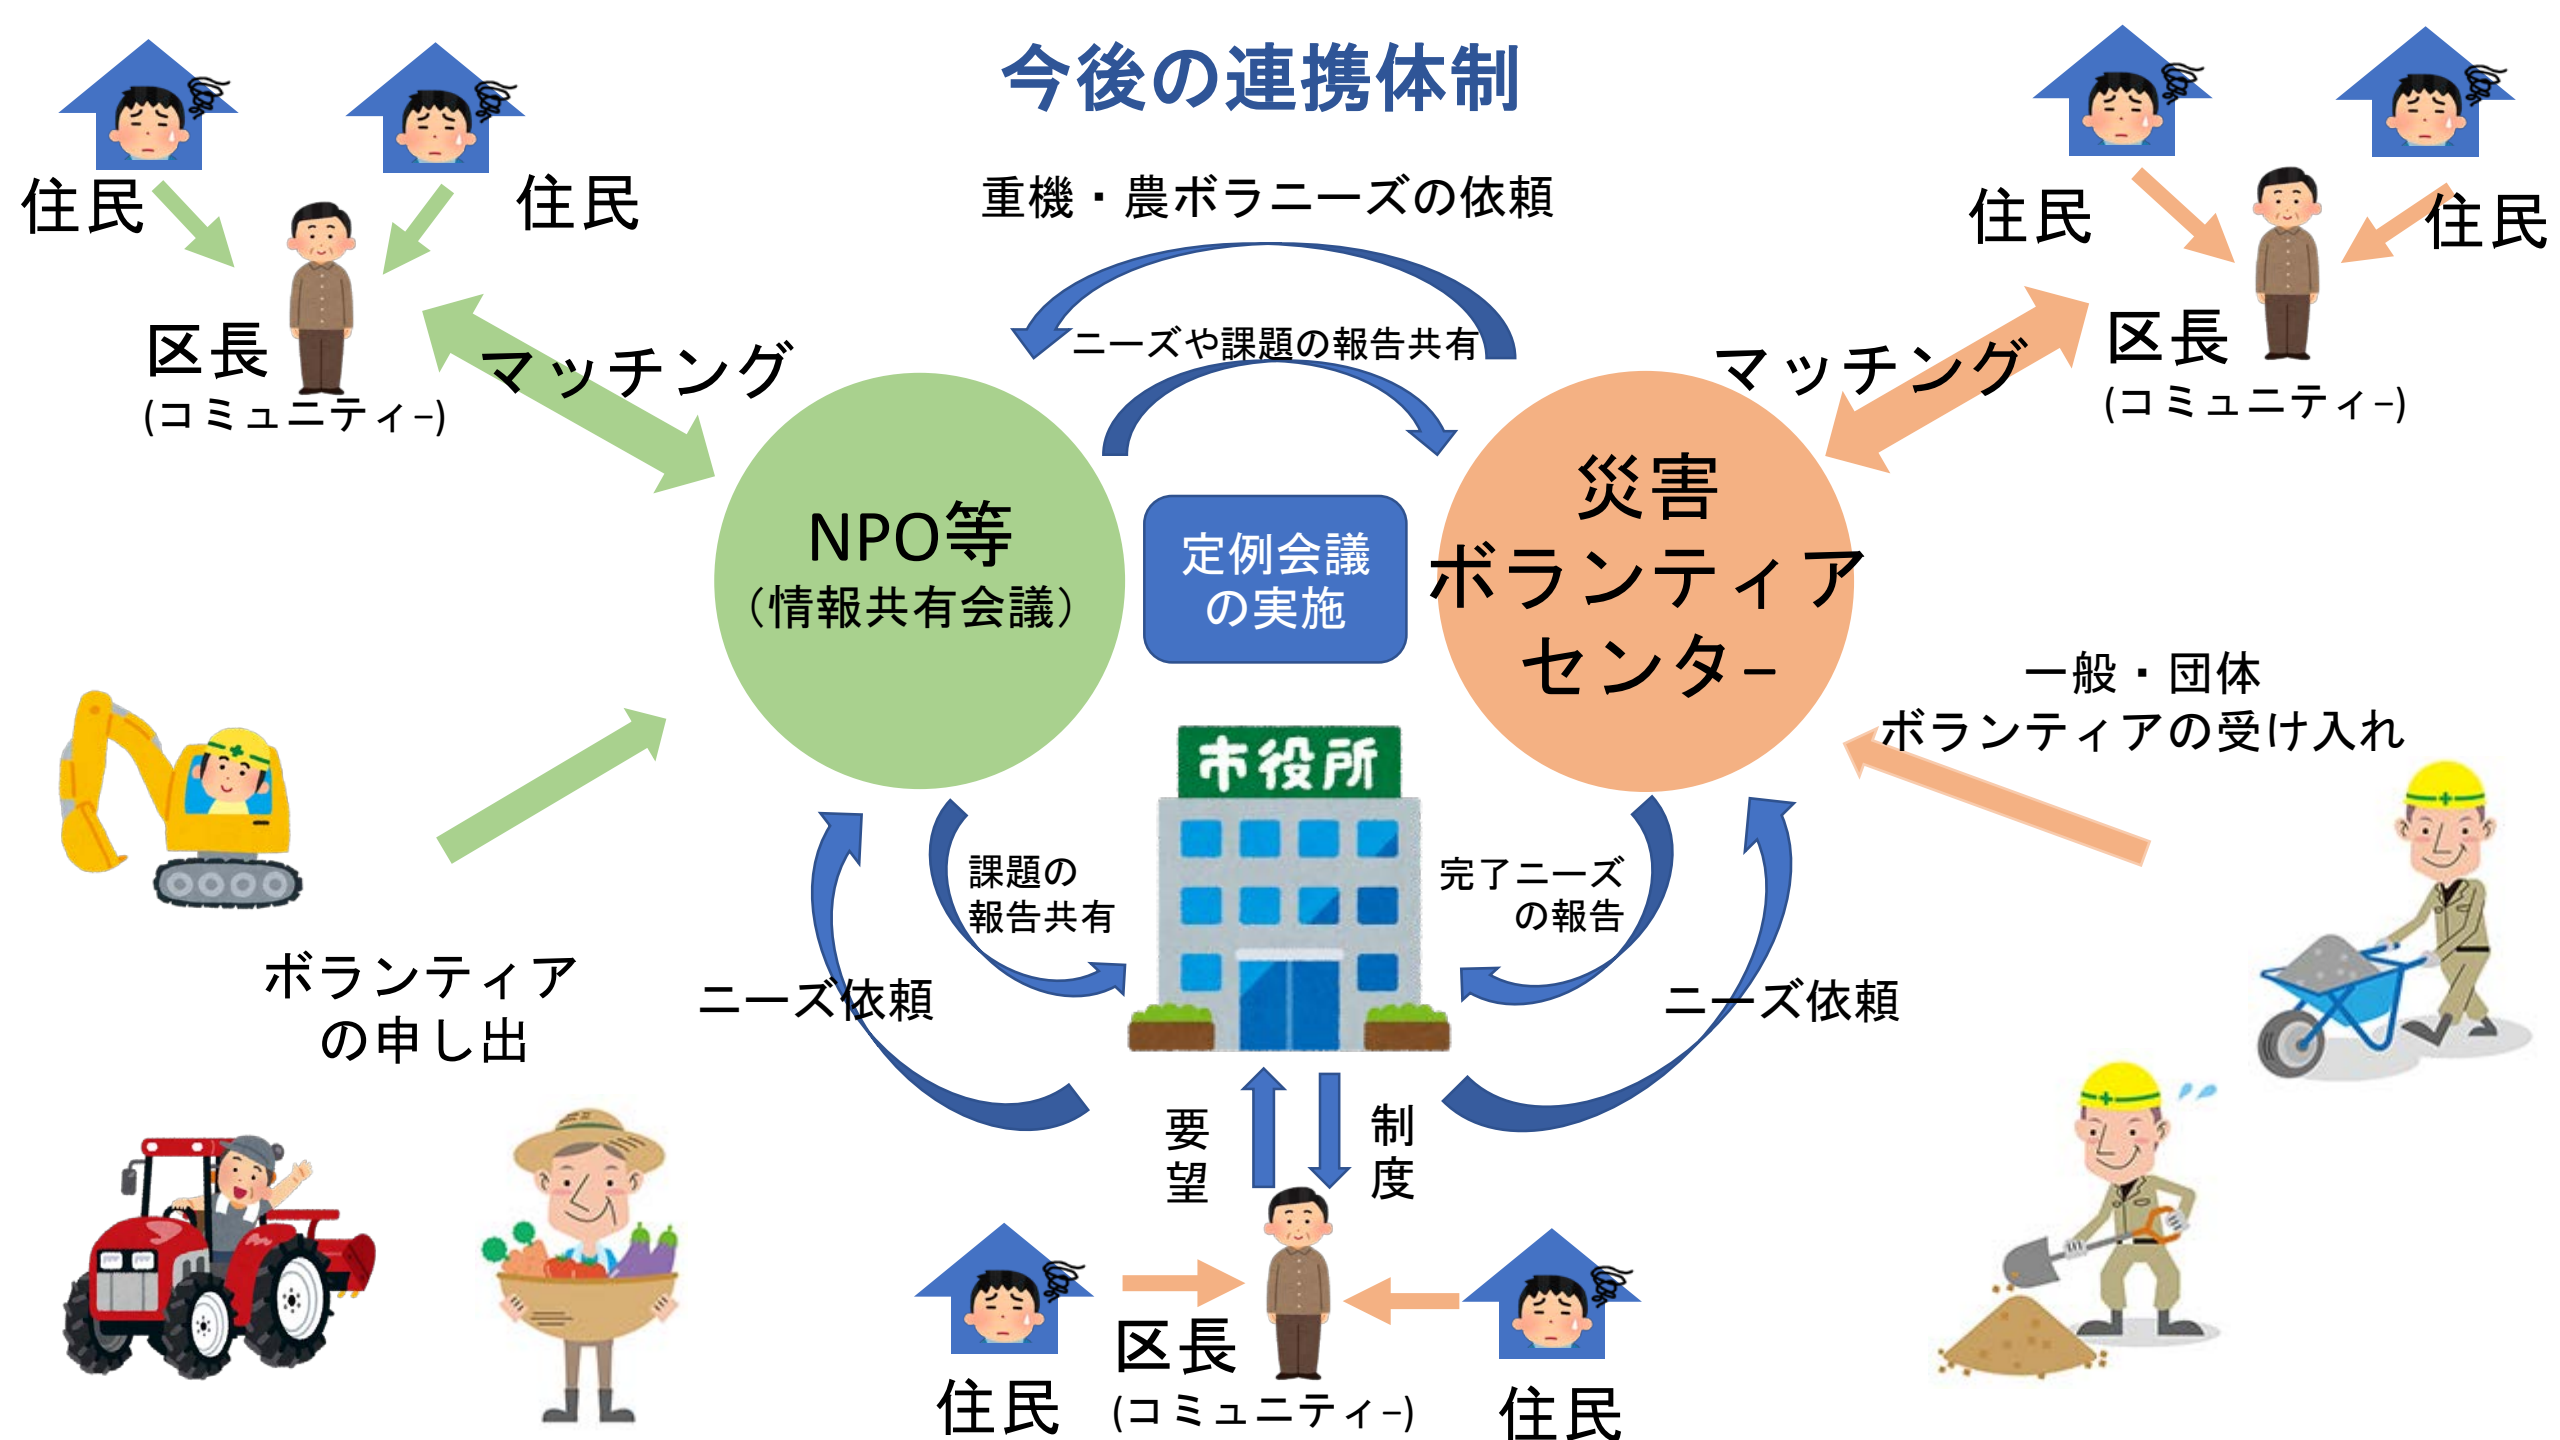 今後の連携体制
住民
住民
区長
(コミュニティ–)
マッチング
重機・農ボラニーズの依頼
ニーズや課題の報告共有
住民
住民
区長
(コミュニティ–)
マッチング
NPO等
（情報共有会議）
定例会議
の実施
災害
ボランティア
センタ–
一般・団体
ボランティアの受け入れ
市役所
課題の
報告共有
完了ニーズ
の報告
ニーズ依頼
ニーズ依頼
ボランティア
の申し出
要望
制度
区長
(コミュニティ–)
住民
住民